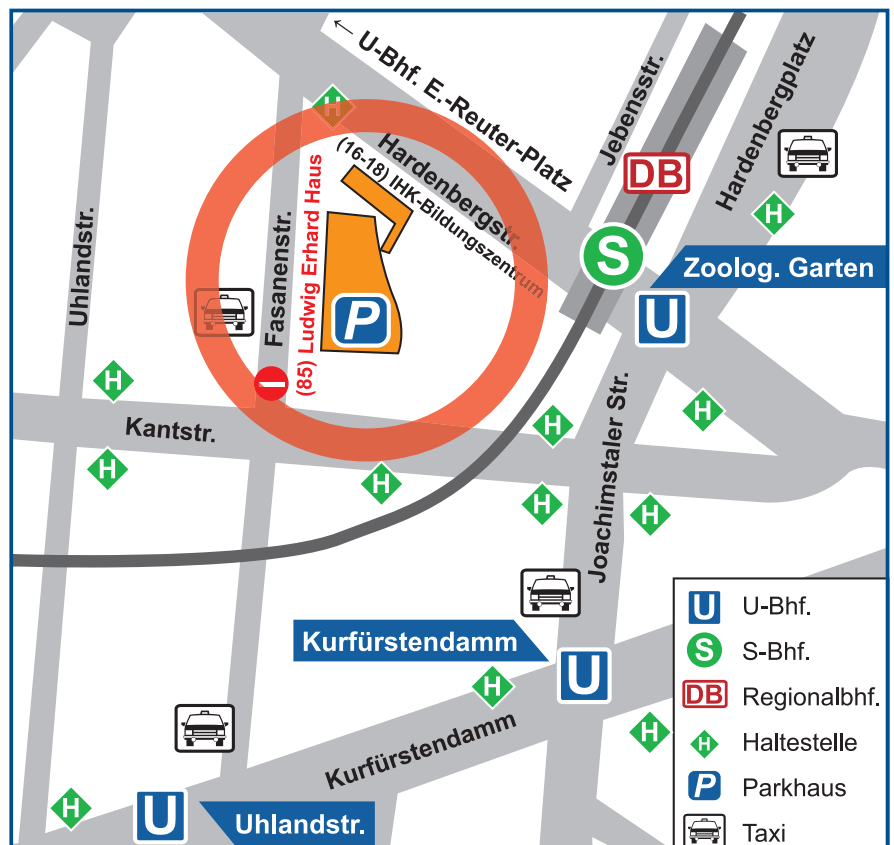 ← U-Bhf. E.-Reuter-Platz
Jebensstr.
Hardenbergplatz
H
Hardenbergstr.
(16-18) IHK-Bildungszentrum
DB
H
S
Zoolog. Garten
U
Uhlandstr.
Fasanenstr.
(85) Ludwig Erhard Haus
P
H
H
H
Kantstr.
H
H
H
H
H
Joachimstaler Str.
Kurfürstendamm
U
H
H
Kurfürstendamm
H
U
Uhlandstr.
U U-Bhf.
S S-Bhf.
DB Regionalbhf.
H Haltestelle
P Parkhaus
Taxi